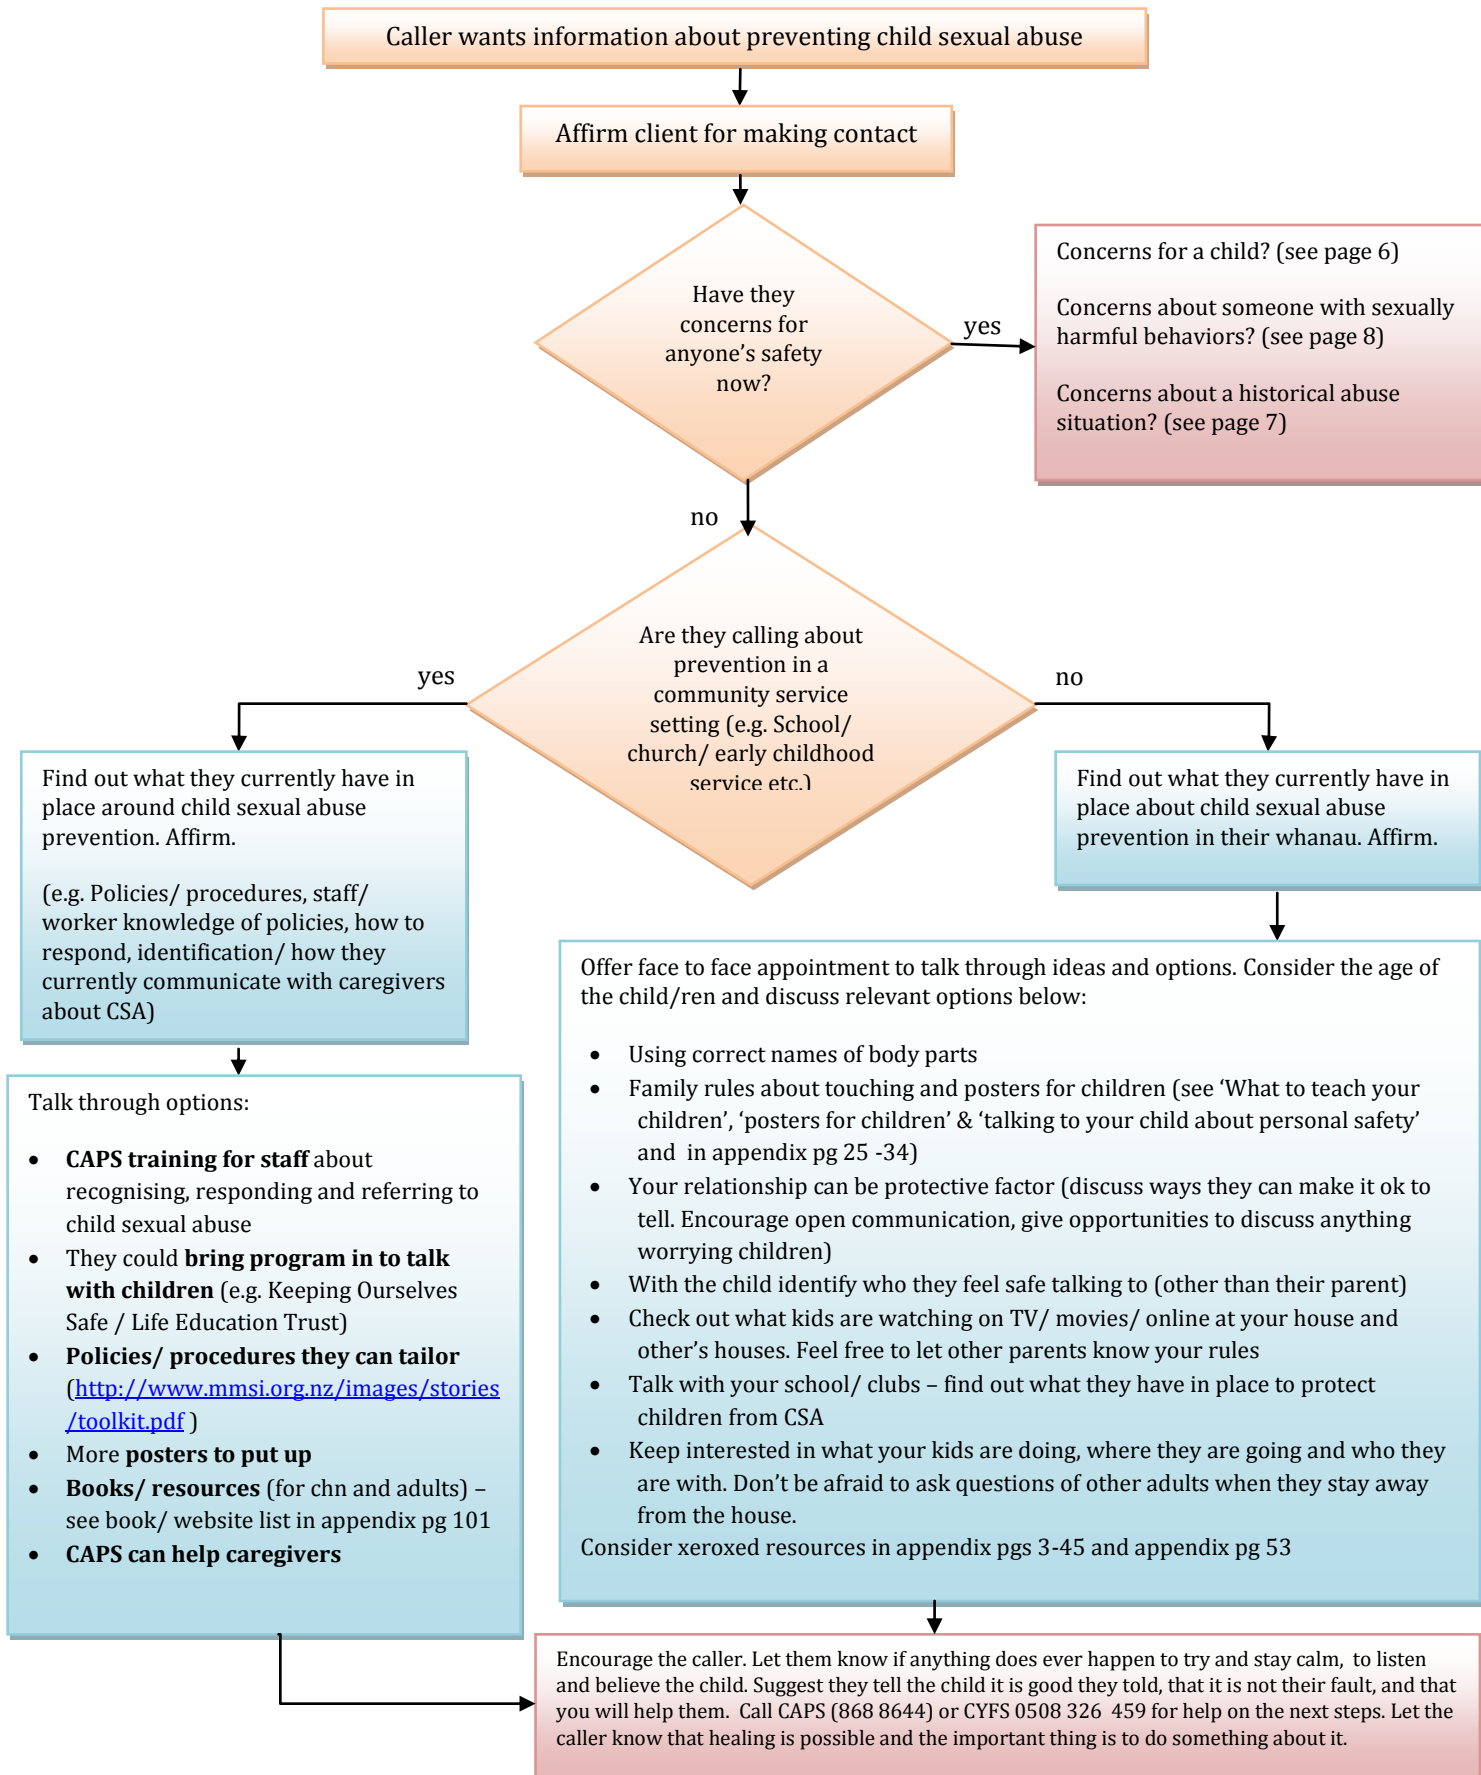 Caller wants information about preventing child sexual abuse
Affirm client for making contact
Have they
concerns for
anyone’s safety
now?
yes
Concerns for a child? (see page 6)
Concerns about someone with sexually
harmful behaviors? (see page 8)
Concerns about a historical abuse
situation? (see page 7)
no
Are they calling about
prevention in a
community service
setting (e.g. School/
church/ early childhood
service etc.)
yes
no
Find out what they currently have in
place around child sexual abuse
prevention. Affirm.
(e.g. Policies/ procedures, staff/
worker knowledge of policies, how to
respond, identification/ how they
currently communicate with caregivers
about CSA)
Find out what they currently have in
place about child sexual abuse
prevention in their whanau. Affirm.
Talk through options:
• CAPS training for staff about
recognising, responding and referring to
child sexual abuse
• They could bring program in to talk
with children (e.g. Keeping Ourselves
Safe / Life Education Trust)
• Policies/ procedures they can tailor
(http://www.mmsi.org.nz/images/stories
/toolkit.pdf )
• More posters to put up
• Books/ resources (for chn and adults) –
see book/ website list in appendix pg 101
• CAPS can help caregivers
Offer face to face appointment to talk through ideas and options. Consider the age of
the child/ren and discuss relevant options below:
• Using correct names of body parts
• Family rules about touching and posters for children (see ‘What to teach your
children’, ‘posters for children’ & ‘talking to your child about personal safety’
and in appendix pg 25 -34)
• Your relationship can be protective factor (discuss ways they can make it ok to
tell. Encourage open communication, give opportunities to discuss anything
worrying children)
• With the child identify who they feel safe talking to (other than their parent)
• Check out what kids are watching on TV/ movies/ online at your house and
other’s houses. Feel free to let other parents know your rules
• Talk with your school/ clubs – find out what they have in place to protect
children from CSA
• Keep interested in what your kids are doing, where they are going and who they
are with. Don’t be afraid to ask questions of other adults when they stay away
from the house.
Consider xeroxed resources in appendix pgs 3-45 and appendix pg 53
Encourage the caller. Let them know if anything does ever happen to try and stay calm, to listen
and believe the child. Suggest they tell the child it is good they told, that it is not their fault, and that
you will help them. Call CAPS (868 8644) or CYFS 0508 326 459 for help on the next steps. Let the
caller know that healing is possible and the important thing is to do something about it.